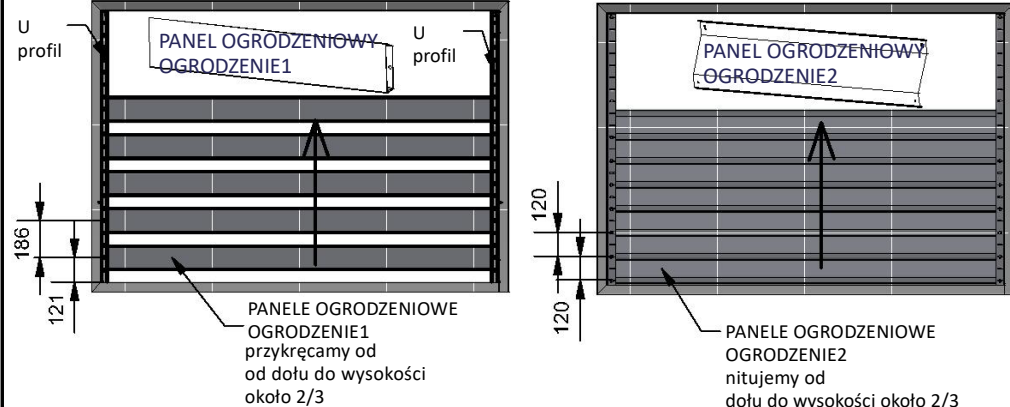 U
profil
PANEL OGRODZENIOWY
OGRODZENIE1
U
profil
186
121
PANELE OGRODZENIOWE
OGRODZENIE1
przykręcamy od
od dołu do wysokości
około 2/3
PANEL OGRODZENIOWY
OGRODZENIE2
120
120
PANELE OGRODZENIOWE
OGRODZENIE2
nitujemy od
dołu do wysokości około 2/3